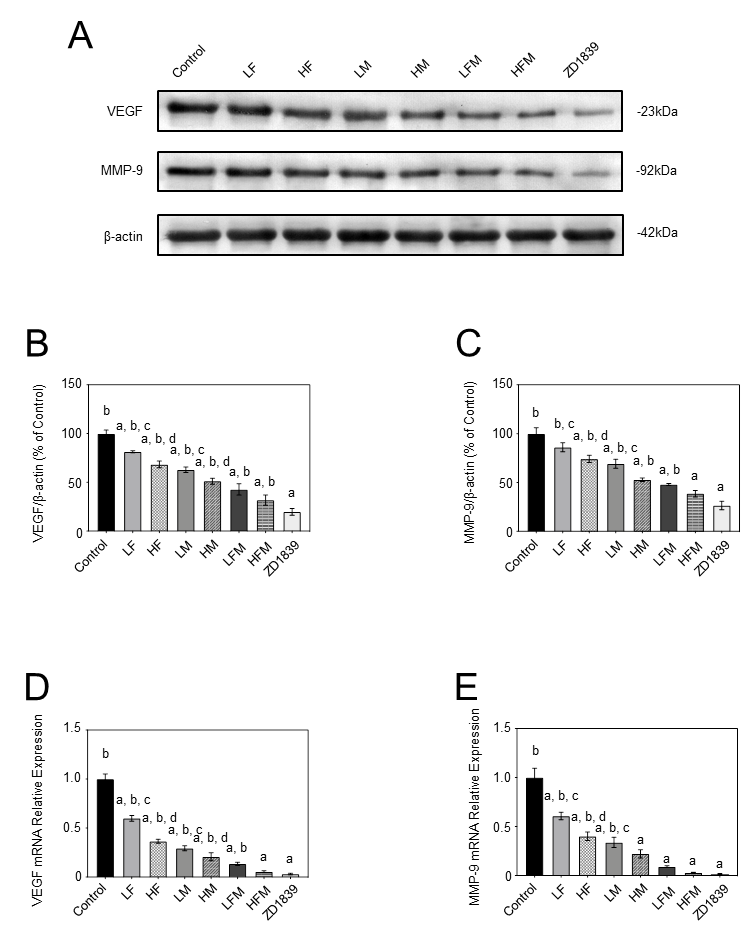 A
Control LF HF LM HM LFM HFM ZD1839
VEGF -23kDa
MMP-9 -92kDa
β-actin -42kDa
B
VEGF/β-actin (% of Control)
150
100
50
0
b
a, b, c
a, b, d
a, b, c
a, b, d
a, b
a, b
a
Control LF HF LM HM LFM HFM ZD1839
C
MMP-9/β-actin (% of Control)
150
100
50
0
b
b, c
a, b, d
a, b, c
a, b
a, b
a
a
Control LF HF LM HM LFM HFM ZD1839
D
VEGF mRNA Relative Expression
1.5
1.0
0.5
0
b
a, b, c
a, b, d
a, b, c
a, b, d
a, b
a
a
Control LF HF LM HM LFM HFM ZD1839
E
MMP-9 mRNA Relative Expression
1.5
1.0
0.5
0
b
a, b, c
a, b, d
a, b, c
a
a
a
a
Control LF HF LM HM LFM HFM ZD1839